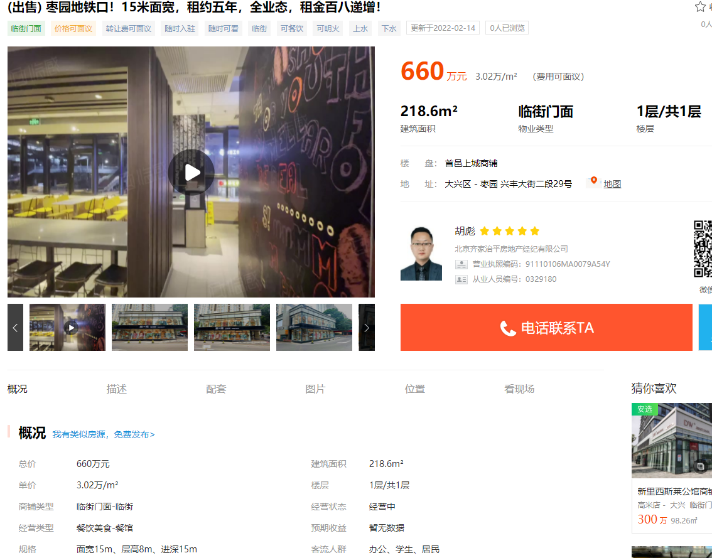 (出售) 枣园地铁口！15米面宽，租约五年，全业态，租金百八递增！
临街门面 价格可面议 转让费可面议 随时入驻 随时可看 临街 可餐饮 可明火 上水 下水 更新于2022-02-14 0人已浏览
0人
660万元 3.02万/m² (费用可面议)
218.6m² 临街门面 1层/共1层
建筑面积 物业类型 楼层
楼 盘： 首邑上城商铺
地 址： 大兴区 - 枣园 兴丰大街二段29号 地图
胡彪
北京齐家治平房地产经纪有限公司
营业执照编码：91110106MA0079A54Y
从业人员编号：0329180
微信
电话联系TA
概况 描述 配套 图片 位置 看现场
猜你喜欢
概况 我有类似房源，免费发布>
总价 660万元 建筑面积 218.6m²
单价 3.02万/m² 楼层 1层/共1层
商铺类型 临街门面-临街 经营状态 经营中
经营类型 餐饮美食-餐馆 预期收益 暂无数据
规格 面宽15m、层高8m、进深15m 客流人群 办公、学生、居民
安选
新里西斯莱公馆商铺
高米店 - 大兴 临街门
300万 98.26m²